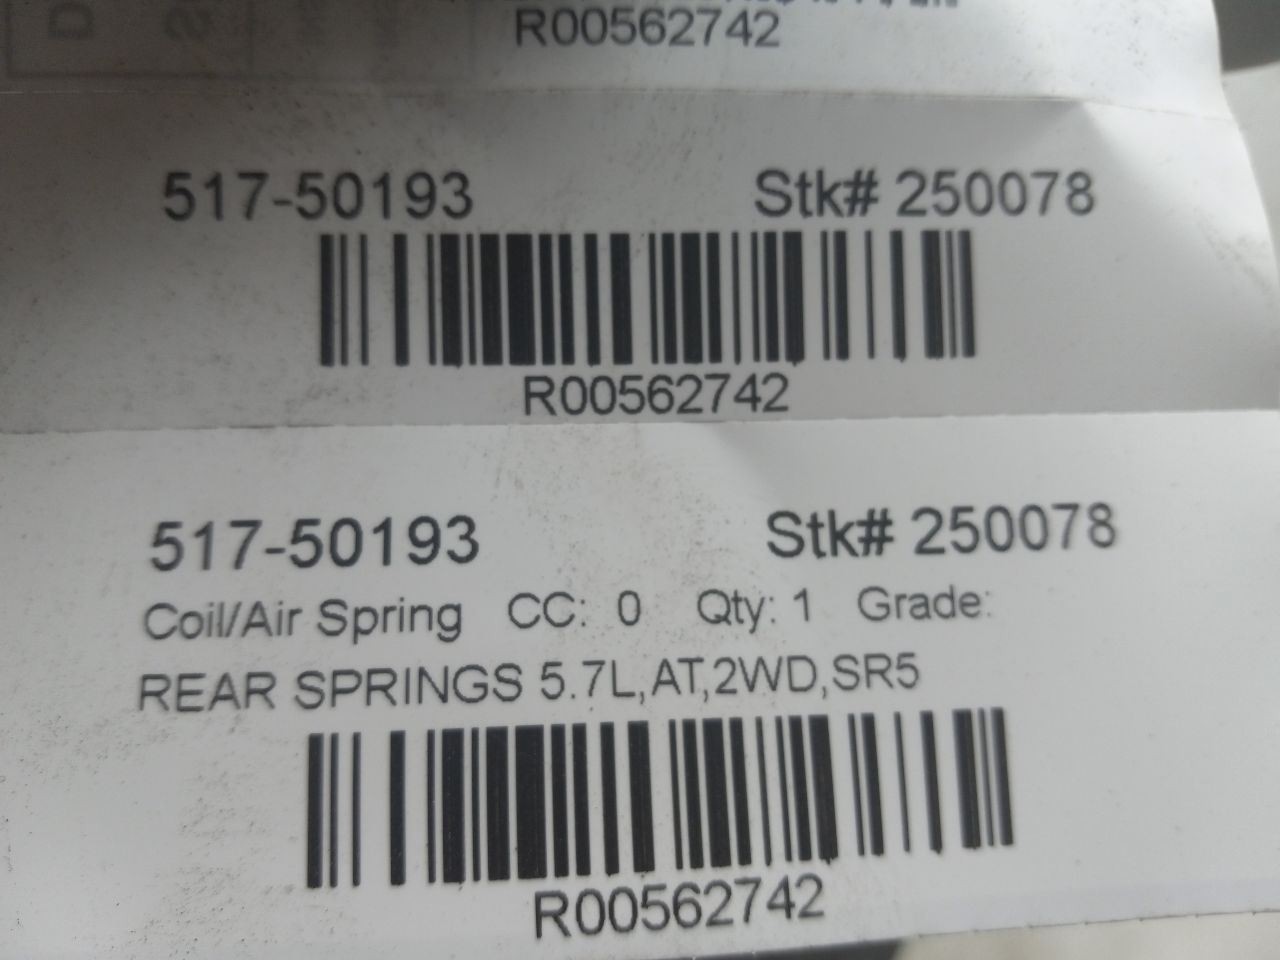 R00562742
517-50193 Stk# 250078
R00562742
517-50193 Stk# 250078
Coil/Air Spring CC: 0 Qty: 1 Grade:
REAR SPRINGS 5.7L,AT,2WD,SR5
R00562742